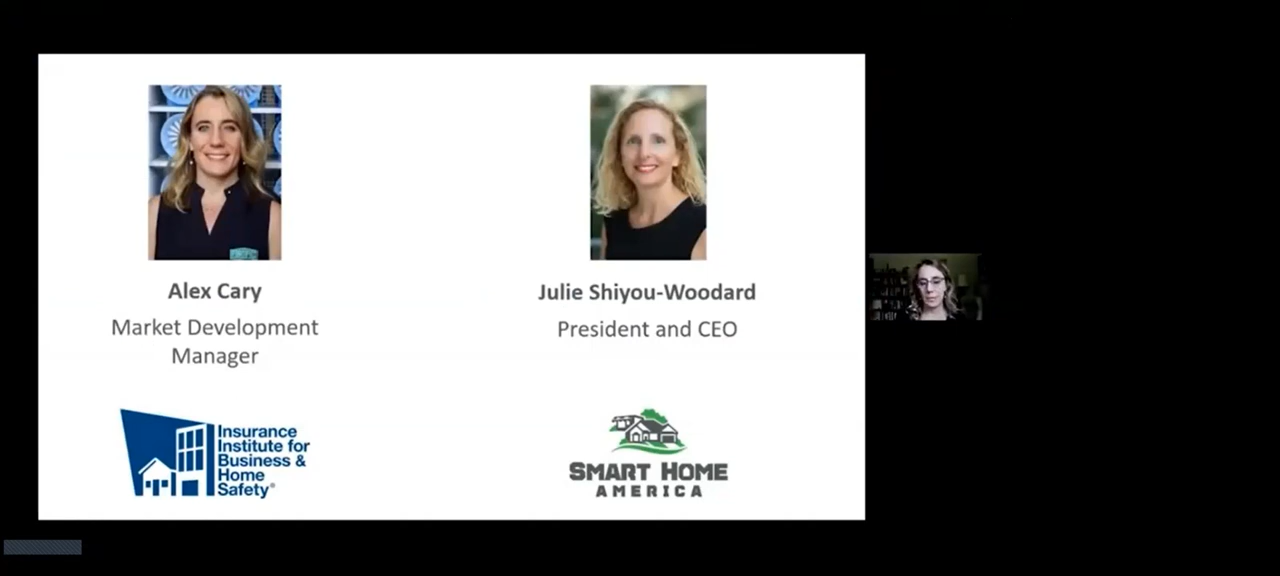 Alex Cary
Market Development
Manager
Insurance
Institute for
Business &
Home
Safety®
Julie Shiyou-Woodard
President and CEO
SMART HOME
AMERICA